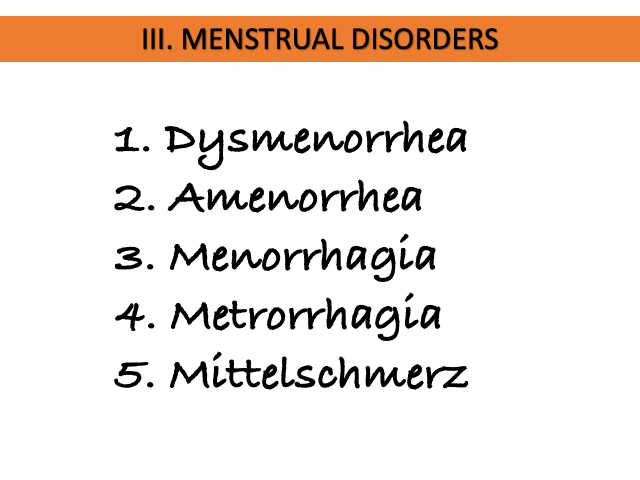 III. MENSTRUAL DISORDERS
1. Dysmenorrhea
2. Amenorrhea
3. Menorrhagia
4. Metrorrhagia
5. Mittelschmerz